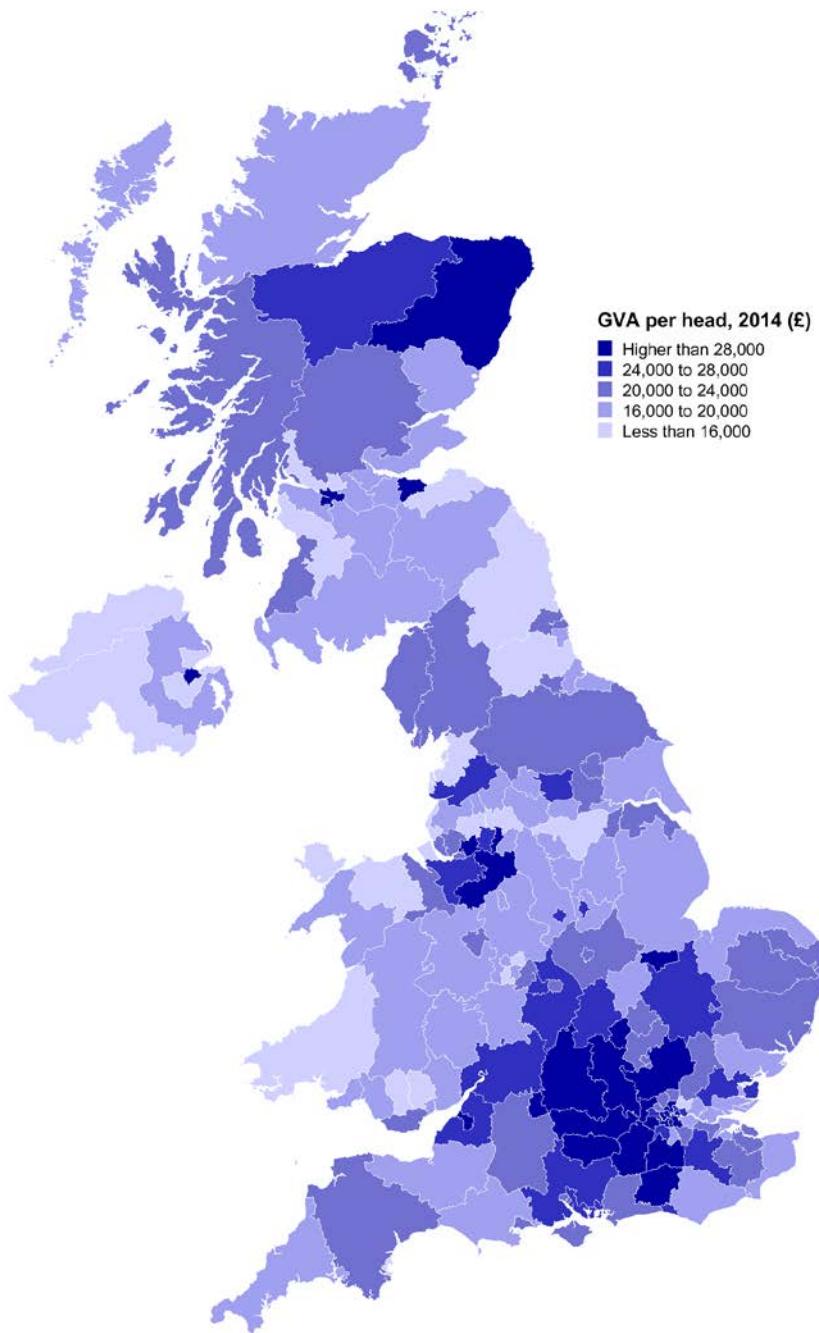 GVA per head, 2014 (£)
Higher than 28,000
24,000 to 28,000
20,000 to 24,000
16,000 to 20,000
Less than 16,000